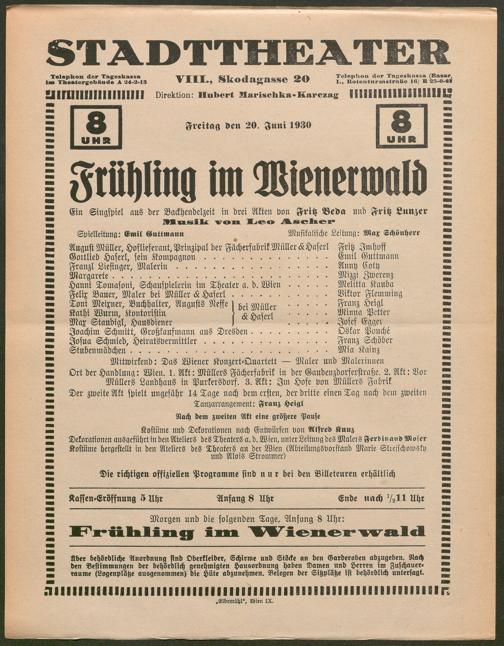 STADTTHEATER
Telephon der Tageskassa im Theatergebäude A 24-2-13
VIII., Skodagasse 20
Telephon der Tageskassa (Basar, I., Rotenturmstraße 16)
Direktion: Hubert Marischka-Karczag
8 UHR
Freitag den 20. Juni 1930
8 UHR
Frühling im Wienerwald
Ein Singspiel aus der Backhendelzeit in drei Akten von Fritz Beda und Fritz Lunzer
Musik von Leo Ascher
Spielleitung: Emil Guttmann
Musikalische Leitung: Max Schönherr
August Müller, Hoflieferant, Prinzipal der Fächerfabrik Müller & Haserl Fritz Imhoff
Gottlieb Haserl, sein Kompagnon Emil Guttmann
Franzl Liesinger, Malerin Anny Coty
Margarete Mizzi Zwerenz
Hanni Tomasoni, Schauspielerin im Theater a. d. Wien Melitta Kauba
Felix Bauer, Maler bei Müller & Haserl Viktor Flemming
Toni Meixner, Buchhalter, Augusts Neffe Franz Heigl
Kathi Wurm, Kontoristin bei Müller & Haserl Minna Petter
Max Staudigl, Hausdiener Josef Egger
Joachim Schmitt, Großkaufmann aus Dresden Oskar Pouché
Josua Schmieh, Heiratsvermittler Franz Schöber
Stubenmädchen Mia Kainz
Mitwirkend: Das Wiener Konzert-Quartett — Maler und Malerinnen
Ort der Handlung: Wien. 1. Akt: Müllers Fächerfabrik in der Gaudenzdorferstraße. 2. Akt: Vor
Müllers Landhaus in Purkersdorf. 3. Akt: Im Hofe von Müllers Fabrik
Der zweite Akt spielt ungefähr 14 Tage nach dem ersten, der dritte einen Tag nach dem zweiten
Tanzarrangement: Franz Heigl
Nach dem zweiten Akt eine größere Pause
Kostüme und Dekorationen nach Entwürfen von Alfred Kunz
Dekorationen ausgeführt in den Ateliers des Theaters a. d. Wien, unter Leitung des Malers Ferdinand Moser
Kostüme hergestellt in den Ateliers des Theaters an der Wien (Abteilungsvorstand Marie Strejschowsky
und Alois Strommer)
Die richtigen offiziellen Programme sind nur bei den Billeteuren erhältlich
Kassen-Eröffnung 5 Uhr
Anfang 8 Uhr
Ende nach ½11 Uhr
Morgen und die folgenden Tage, Anfang 8 Uhr:
Frühling im Wienerwald
Über behördliche Anordnung sind Oberkleider, Schirme und Stöcke an den Garderoben abzugeben. Nach
den Bestimmungen der behördlich genehmigten Hausordnung haben Damen und Herren im Zuschauer-
raume (Logenplätze ausgenommen) die Hüte abzunehmen. Belegen der Sitzplätze ist behördlich untersagt.
„Elbemühl", Wien IX.